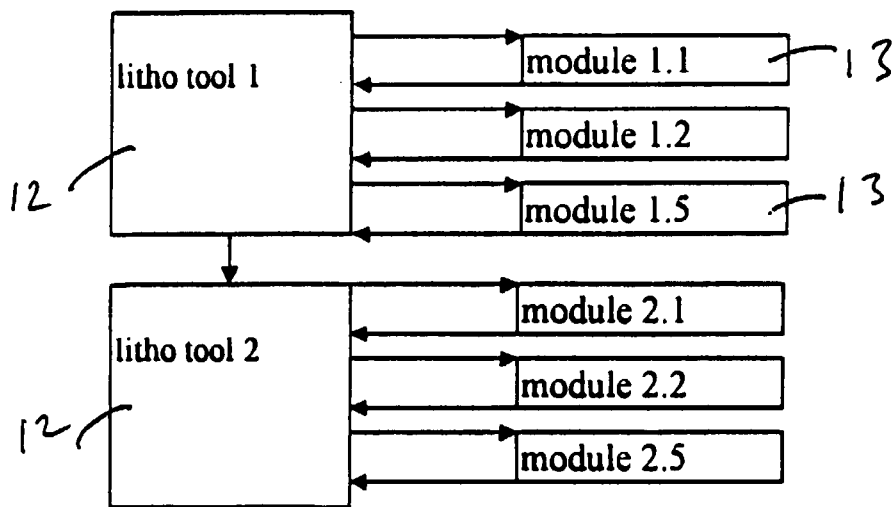 litho tool 1
module 1.1
13
module 1.2
12
module 1.5
13
litho tool 2
module 2.1
module 2.2
12
module 2.5